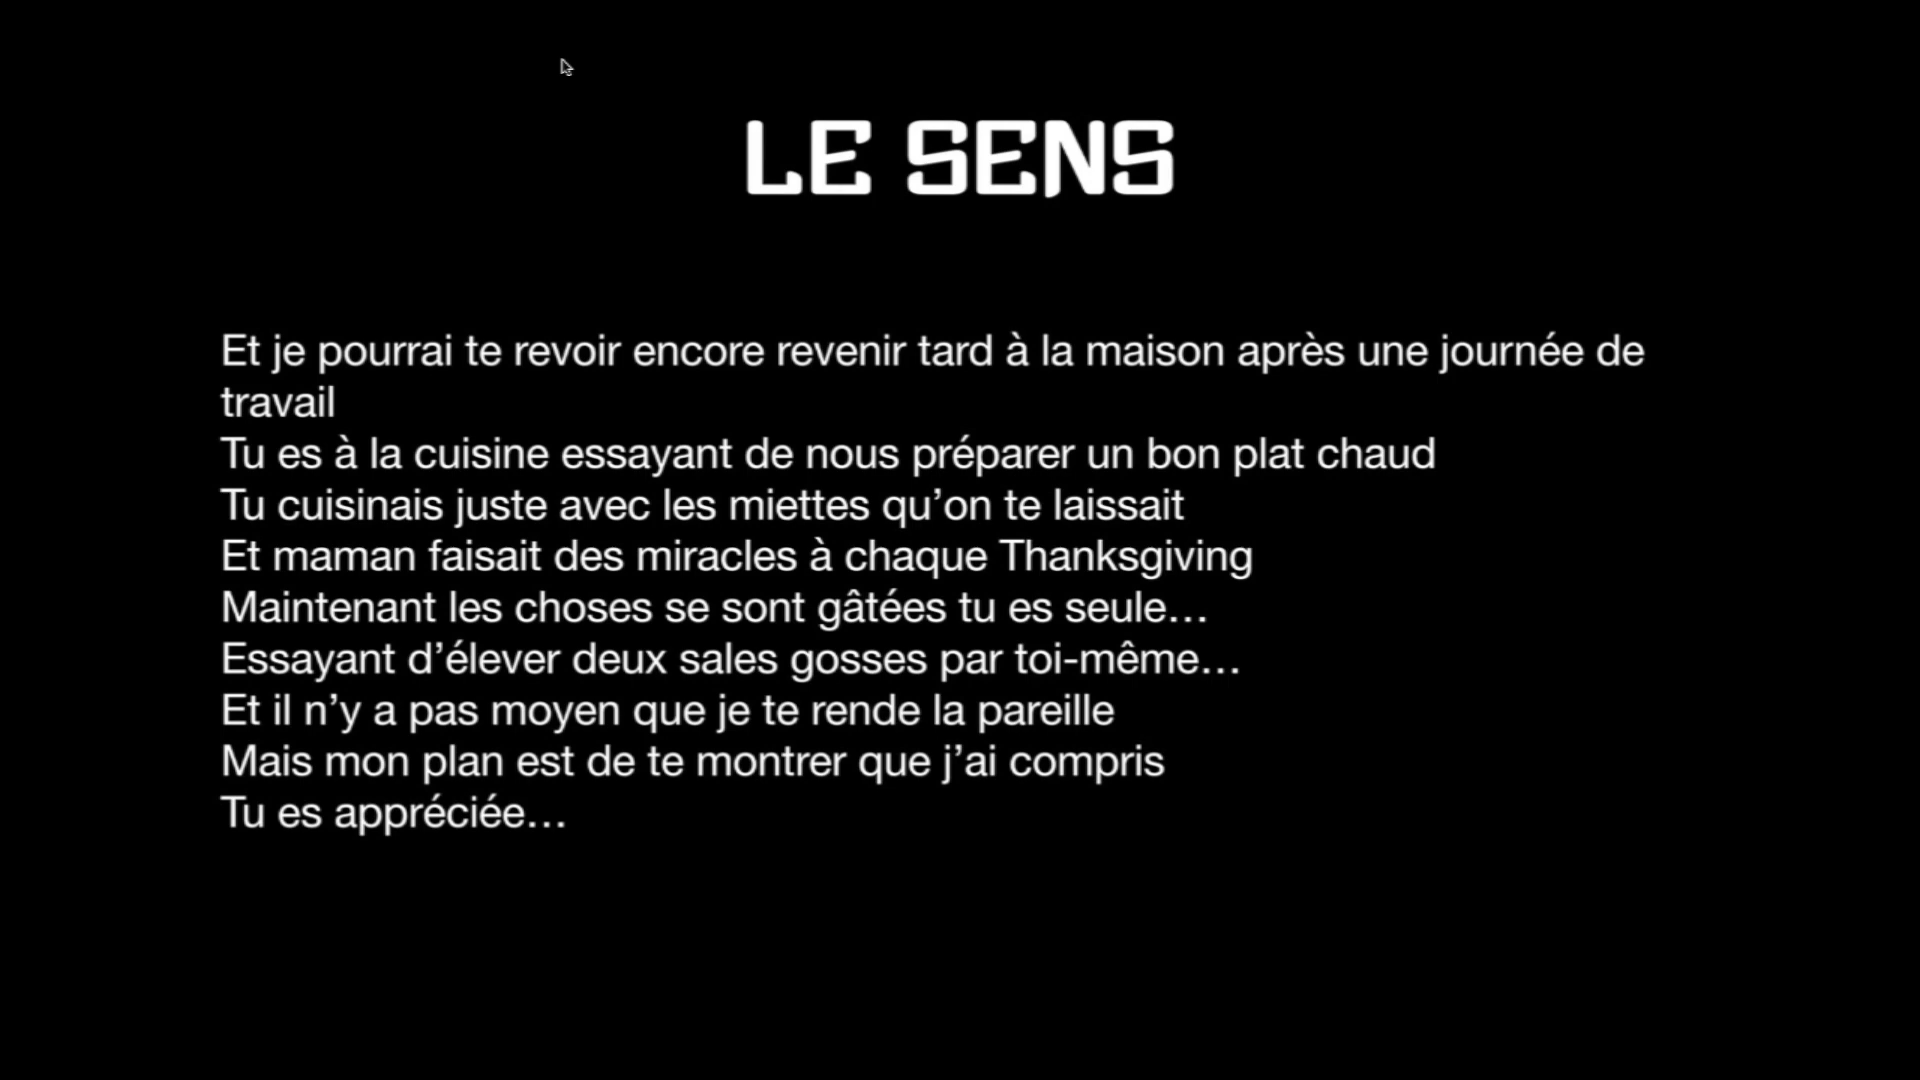 LE SENS
Et je pourrai te revoir encore revenir tard à la maison après une journée de
travail
Tu es à la cuisine essayant de nous préparer un bon plat chaud
Tu cuisinais juste avec les miettes qu’on te laissait
Et maman faisait des miracles à chaque Thanksgiving
Maintenant les choses se sont gâtées tu es seule…
Essayant d’élever deux sales gosses par toi-même…
Et il n’y a pas moyen que je te rende la pareille
Mais mon plan est de te montrer que j’ai compris
Tu es appréciée…